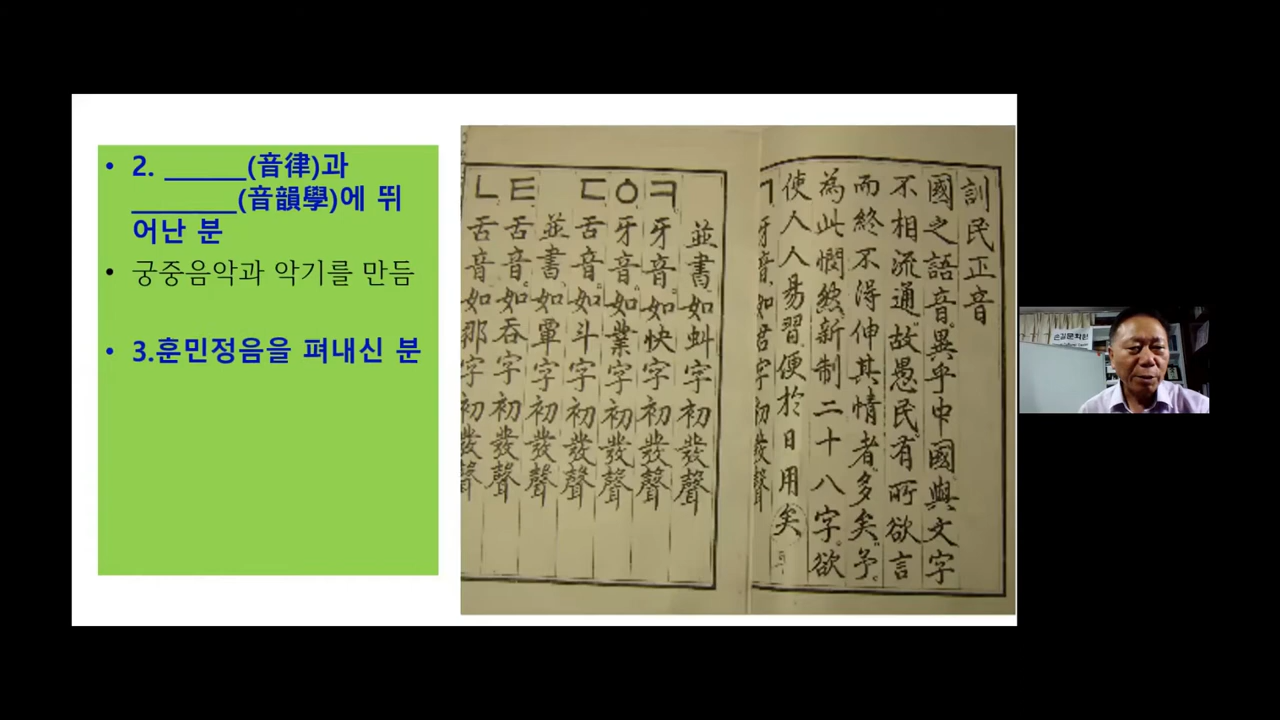 • 2. ______(音律)과
________(音韻學)에 뛰
어난 분
• 궁중음악과 악기를 만듬
• 3.훈민정음을 펴내신 분
訓民正音
國之語音。異乎中國與文字
不相流通故愚民有所欲言
而終不得伸其情者多矣。予
為此憫然新制二十八字。欲
使人人易習便於日用矣
ㄱ牙音如君字初發聲
並書如蚪字初發聲
ㅋ牙音如快字初發聲
ㆁ牙音。如業字初發聲
ㄷ舌音。如斗字初發聲
並書如覃字初發聲
ㅌ舌音。如吞字初發聲
ㄴ舌音如那字初發聲